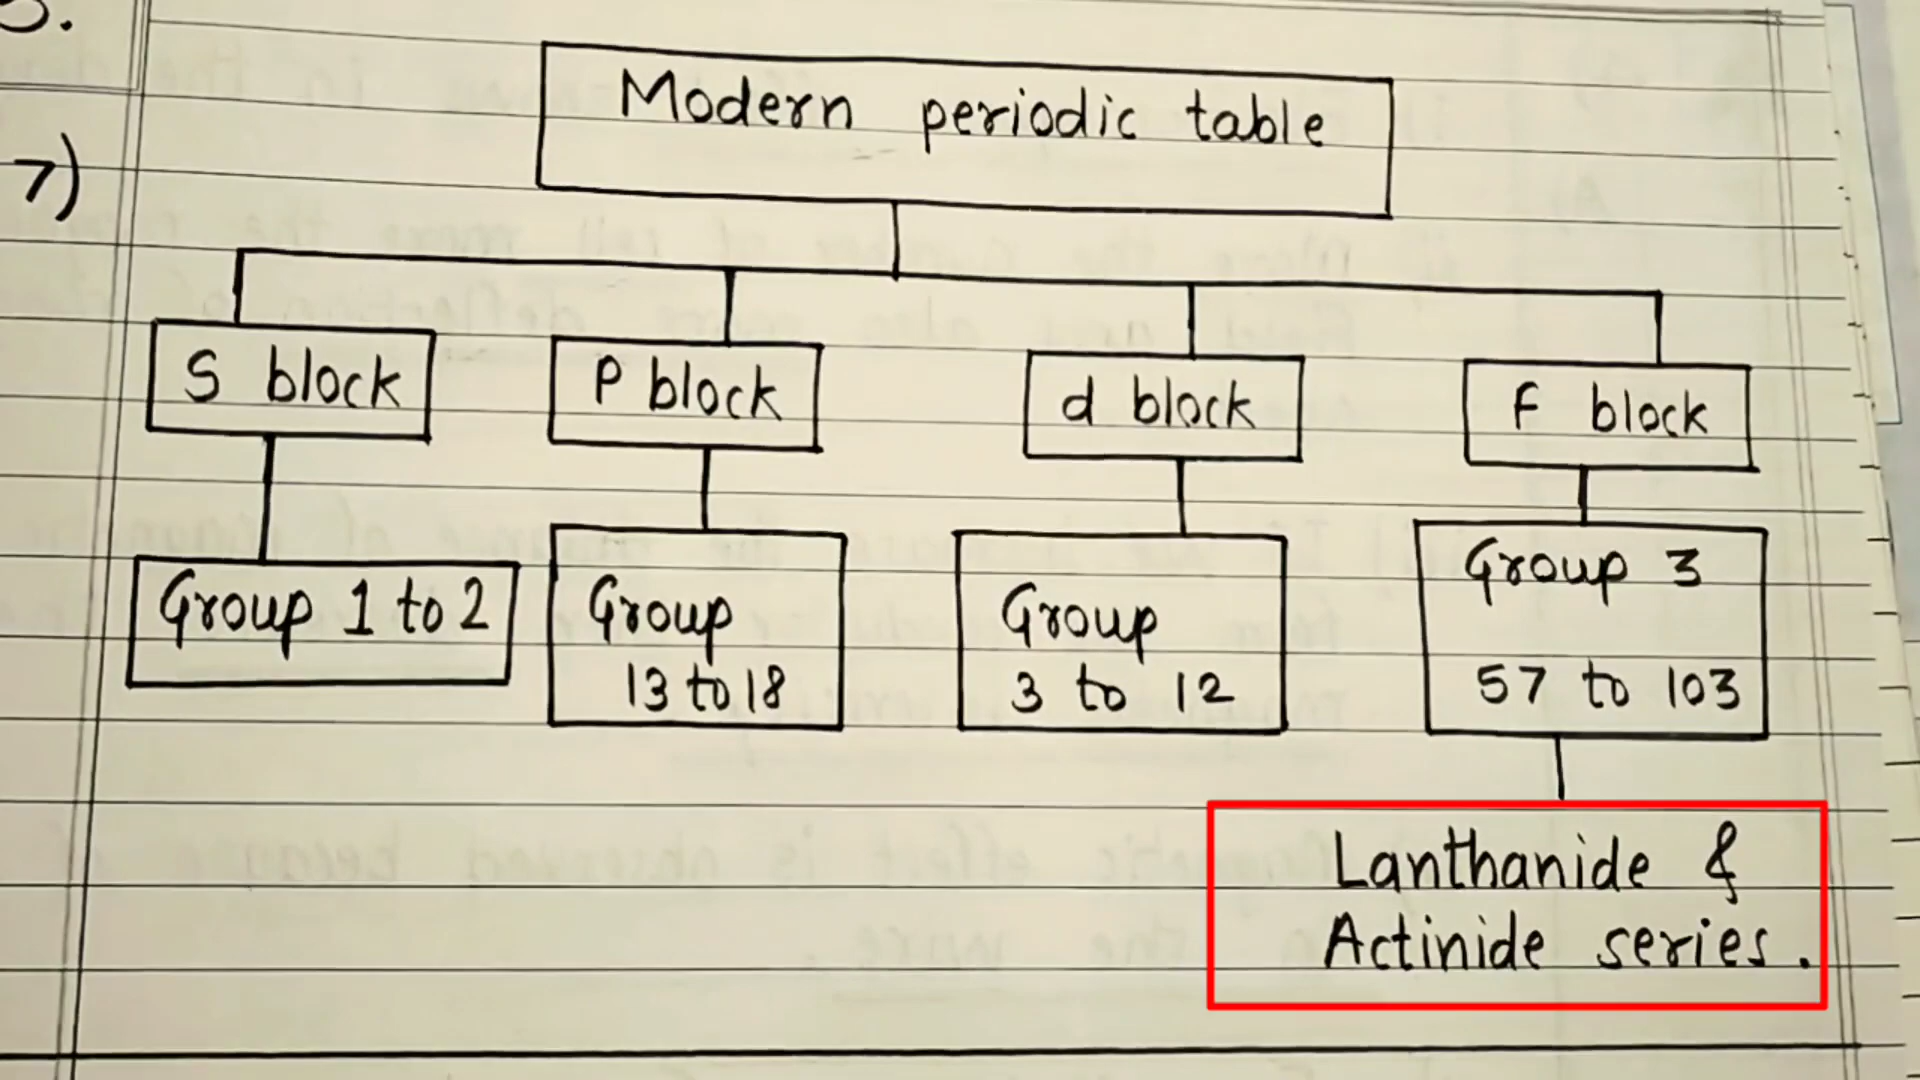 7)
Modern periodic table
S block
P block
d block
F block
Group 1 to 2
Group
13 to 18
Group
3 to 12
Group 3
57 to 103
Lanthanide &
Actinide series.